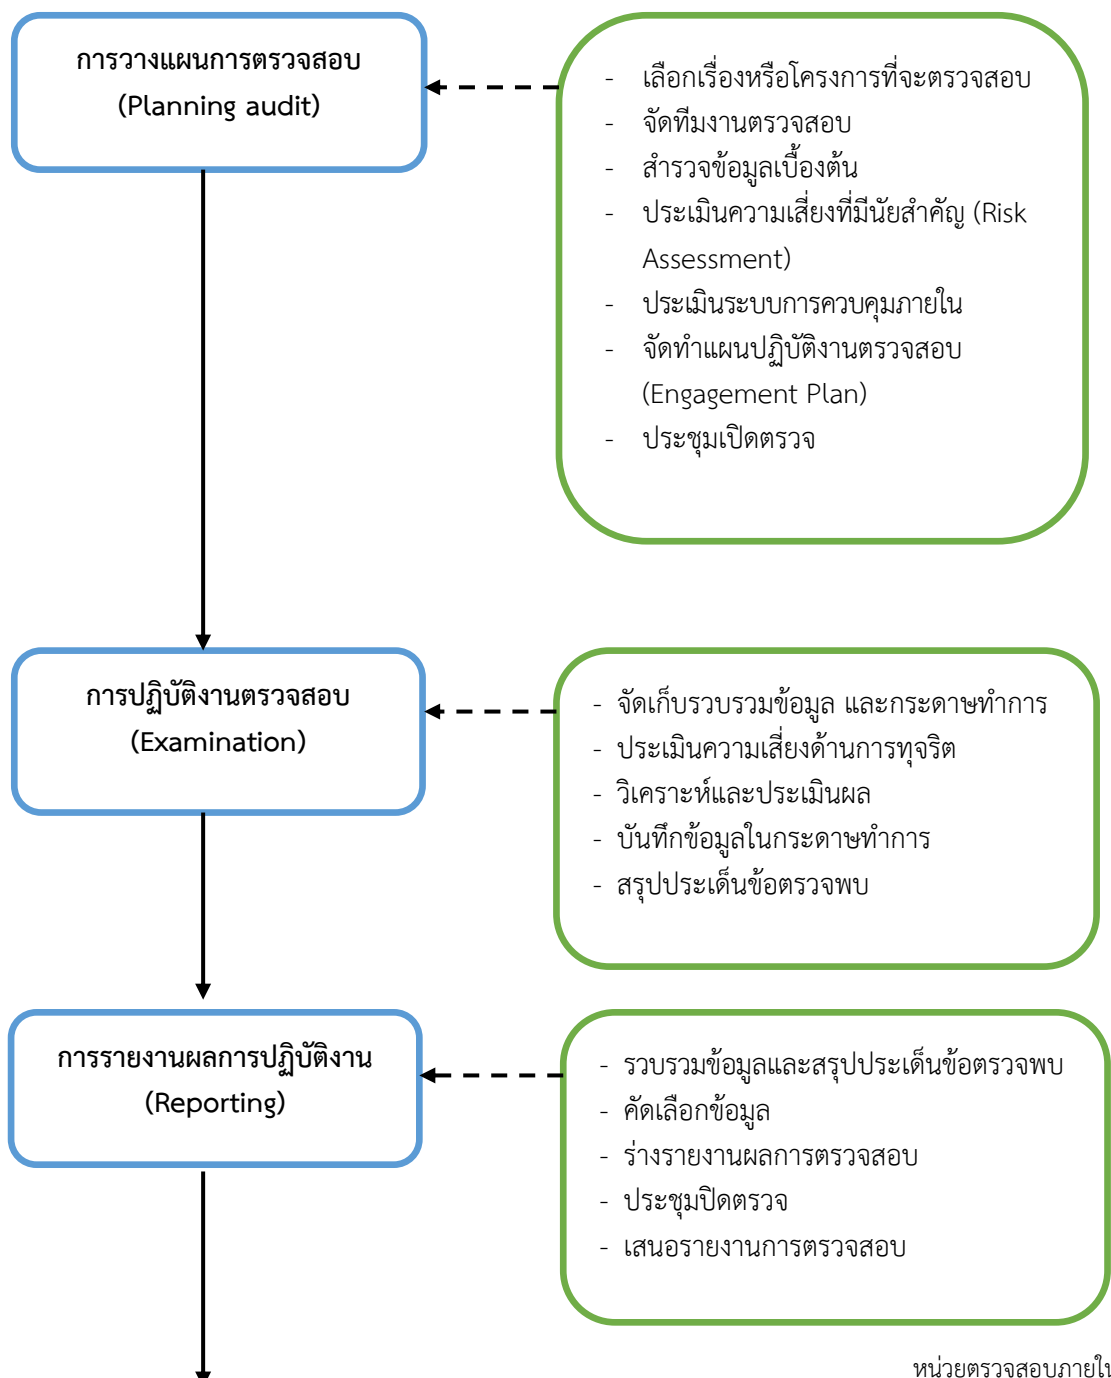 การวางแผนการตรวจสอบ
(Planning audit)
- เลือกเรื่องหรือโครงการที่จะตรวจสอบ
- จัดทีมงานตรวจสอบ
- สำรวจข้อมูลเบื้องต้น
- ประเมินความเสี่ยงที่มีนัยสำคัญ (Risk
Assessment)
- ประเมินระบบการควบคุมภายใน
- จัดทำแผนปฏิบัติงานตรวจสอบ
(Engagement Plan)
- ประชุมเปิดตรวจ
การปฏิบัติงานตรวจสอบ
(Examination)
- จัดเก็บรวบรวมข้อมูล และกระดาษทำการ
- ประเมินความเสี่ยงด้านการทุจริต
- วิเคราะห์และประเมินผล
- บันทึกข้อมูลในกระดาษทำการ
- สรุปประเด็นข้อตรวจพบ
การรายงานผลการปฏิบัติงาน
(Reporting)
- รวบรวมข้อมูลและสรุปประเด็นข้อตรวจพบ
- คัดเลือกข้อมูล
- ร่างรายงานผลการตรวจสอบ
- ประชุมปิดตรวจ
- เสนอรายงานการตรวจสอบ
หน่วยตรวจสอบภายใน